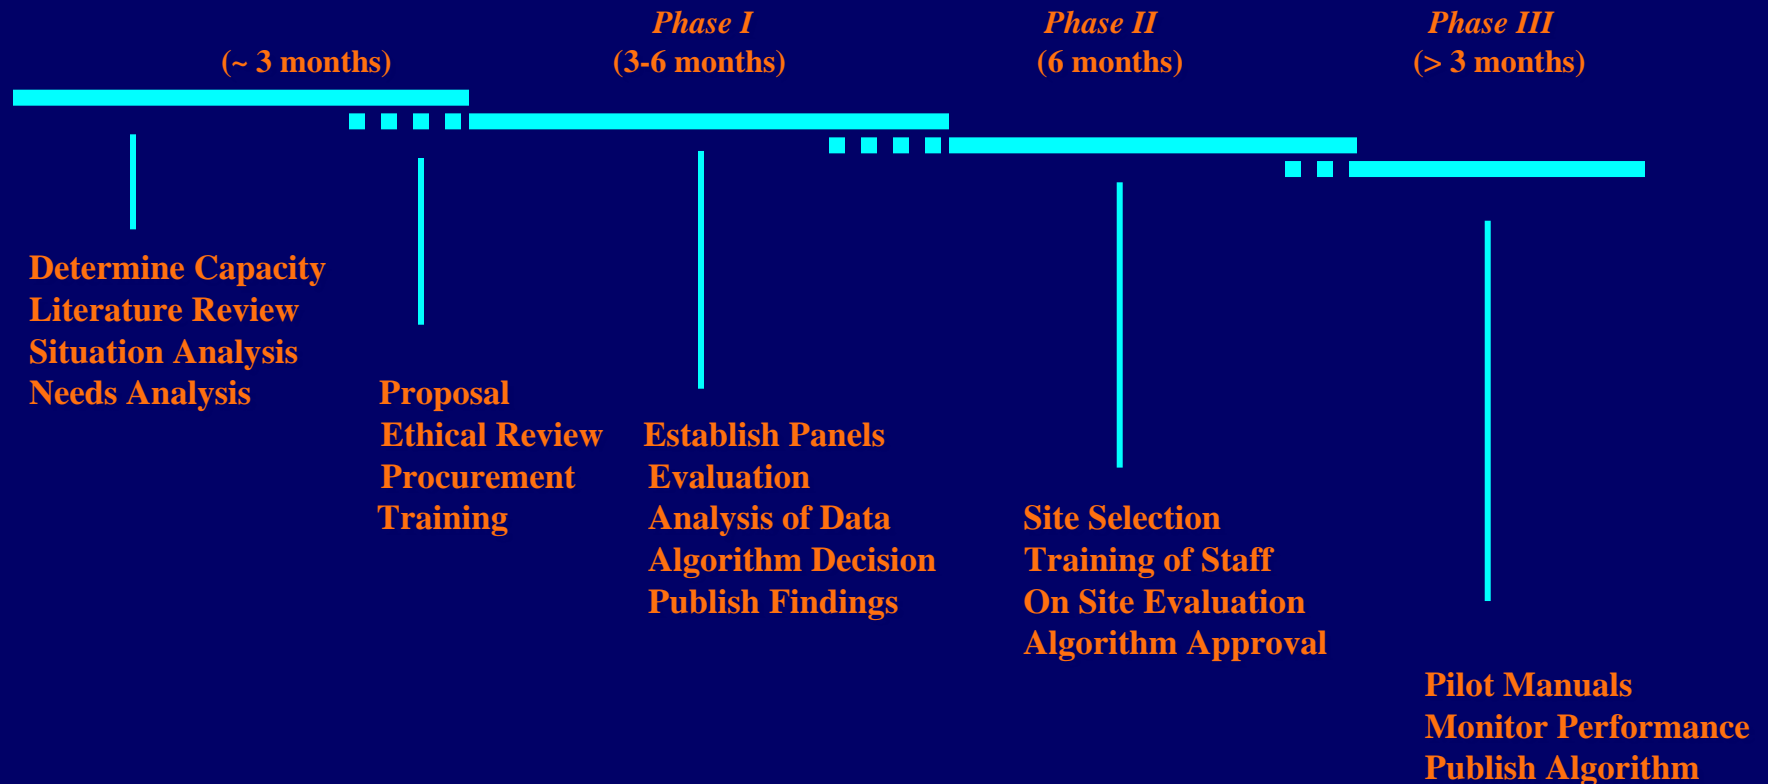 Phase I
Phase II
Phase III
(~ 3 months)
(3-6 months)
(6 months)
(> 3 months)
Determine Capacity
Literature Review
Situation Analysis
Needs Analysis
Proposal
Ethical Review
Procurement
Training
Establish Panels
Evaluation
Analysis of Data
Algorithm Decision
Publish Findings
Site Selection
Training of Staff
On Site Evaluation
Algorithm Approval
Pilot Manuals
Monitor Performance
Publish Algorithm